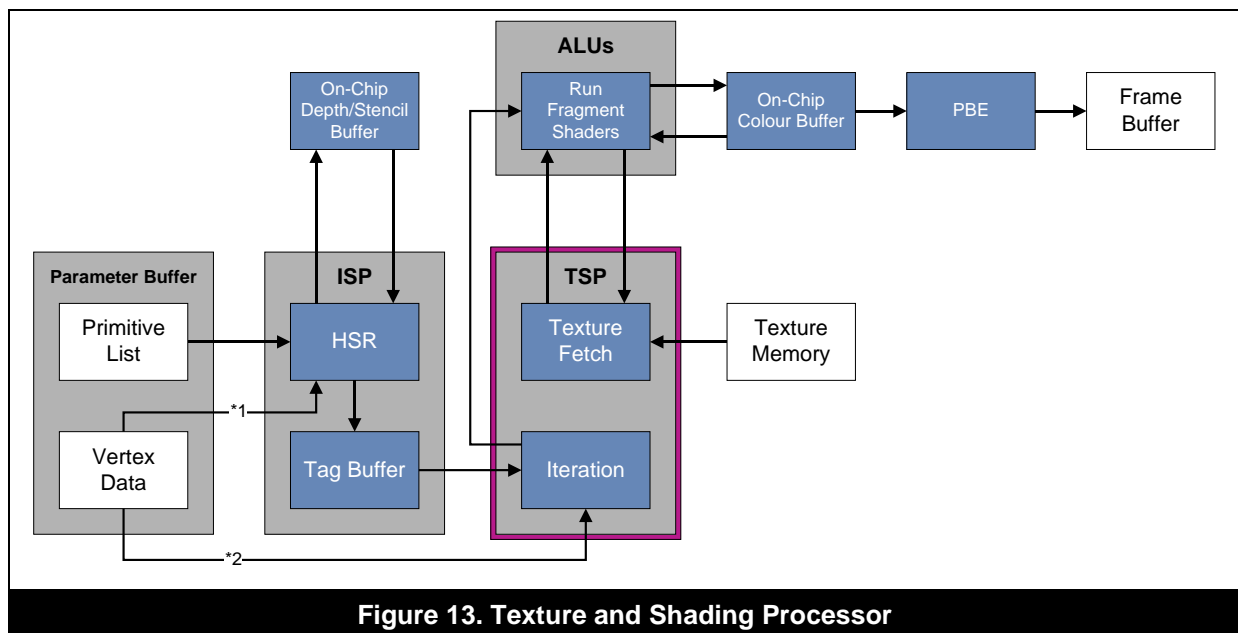 ALUs
On-Chip
Depth/Stencil
Buffer
Run
Fragment
Shaders
On-Chip
Colour Buffer
PBE
Frame
Buffer
Parameter Buffer
ISP
TSP
Primitive
List
HSR
Texture
Fetch
Texture
Memory
*1
Vertex
Data
Tag Buffer
Iteration
*2
Figure 13. Texture and Shading Processor